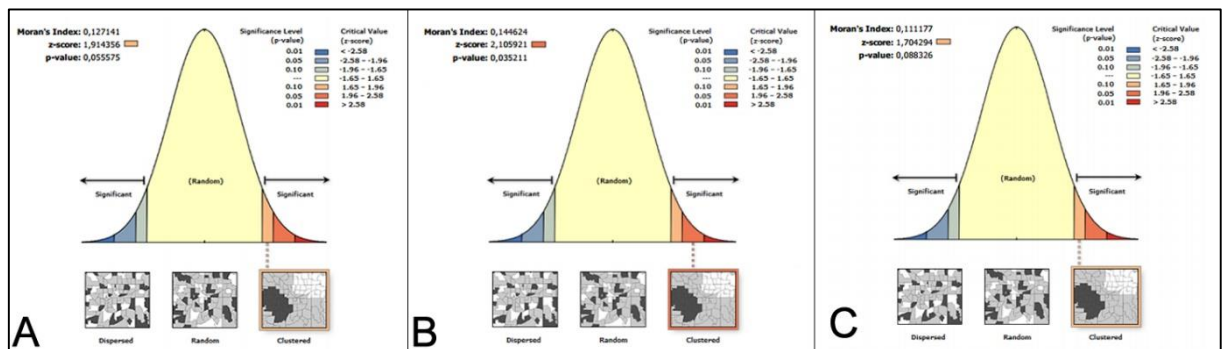 Moran's Index: 0,127141
z-score: 1,914356
p-value: 0,055575
Significance Level (p-value)
Critical Value (z-score)
0.01 < -2.58
0.05 -2.58 – -1.96
0.10 -1.96 – -1.65
--- -1.65 – 1.65
0.10 1.65 – 1.96
0.05 1.96 – 2.58
0.01 > 2.58
Significant
(Random)
Significant
Dispersed
Random
Clustered
A
Moran's Index: 0,144624
z-score: 2,105921
p-value: 0,035211
Significance Level (p-value)
Critical Value (z-score)
0.01 < -2.58
0.05 -2.58 – -1.96
0.10 -1.96 – -1.65
--- -1.65 – 1.65
0.10 1.65 – 1.96
0.05 1.96 – 2.58
0.01 > 2.58
Significant
(Random)
Significant
Dispersed
Random
Clustered
B
Moran's Index: 0,111177
z-score: 1,704294
p-value: 0,088326
Significance Level (p-value)
Critical Value (z-score)
0.01 < -2.58
0.05 -2.58 – -1.96
0.10 -1.96 – -1.65
--- -1.65 – 1.65
0.10 1.65 – 1.96
0.05 1.96 – 2.58
0.01 > 2.58
Significant
(Random)
Significant
Dispersed
Random
Clustered
C